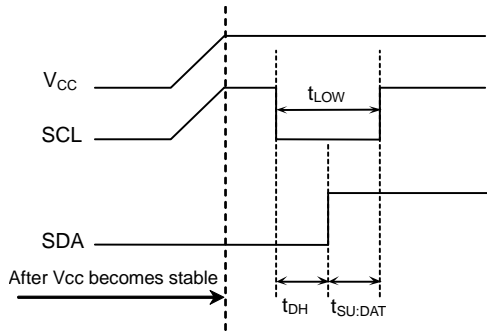 VCC
tLOW
SCL
SDA
After Vcc becomes stable
tDH
tSU:DAT